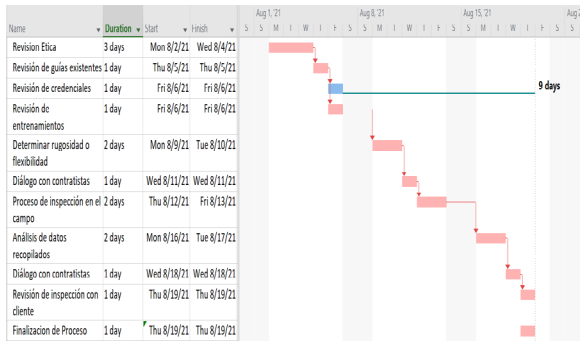 Aug 1, '21 Aug 8, '21 Aug 15, '21 Aug 2
Name Duration Start Finish S S M T W T F S S M T W T F S S M T W T F S S
Revision Etica 3 days Mon 8/2/21 Wed 8/4/21
Revisión de guías existentes 1 day Thu 8/5/21 Thu 8/5/21
Revisión de credenciales 1 day Fri 8/6/21 Fri 8/6/21 9 days
Revisión de 1 day Fri 8/6/21 Fri 8/6/21
entrenamientos
Determinar rugosidad o 2 days Mon 8/9/21 Tue 8/10/21
flexibilidad
Diálogo con contratistas 1 day Wed 8/11/21 Wed 8/11/21
Proceso de inspección en el 2 days Thu 8/12/21 Fri 8/13/21
campo
Análisis de datos 2 days Mon 8/16/21 Tue 8/17/21
recopilados
Diálogo con contratistas 1 day Wed 8/18/21 Wed 8/18/21
Revisión de inspección con 1 day Thu 8/19/21 Thu 8/19/21
cliente
Finalizacion de Proceso 1 day Thu 8/19/21 Thu 8/19/21